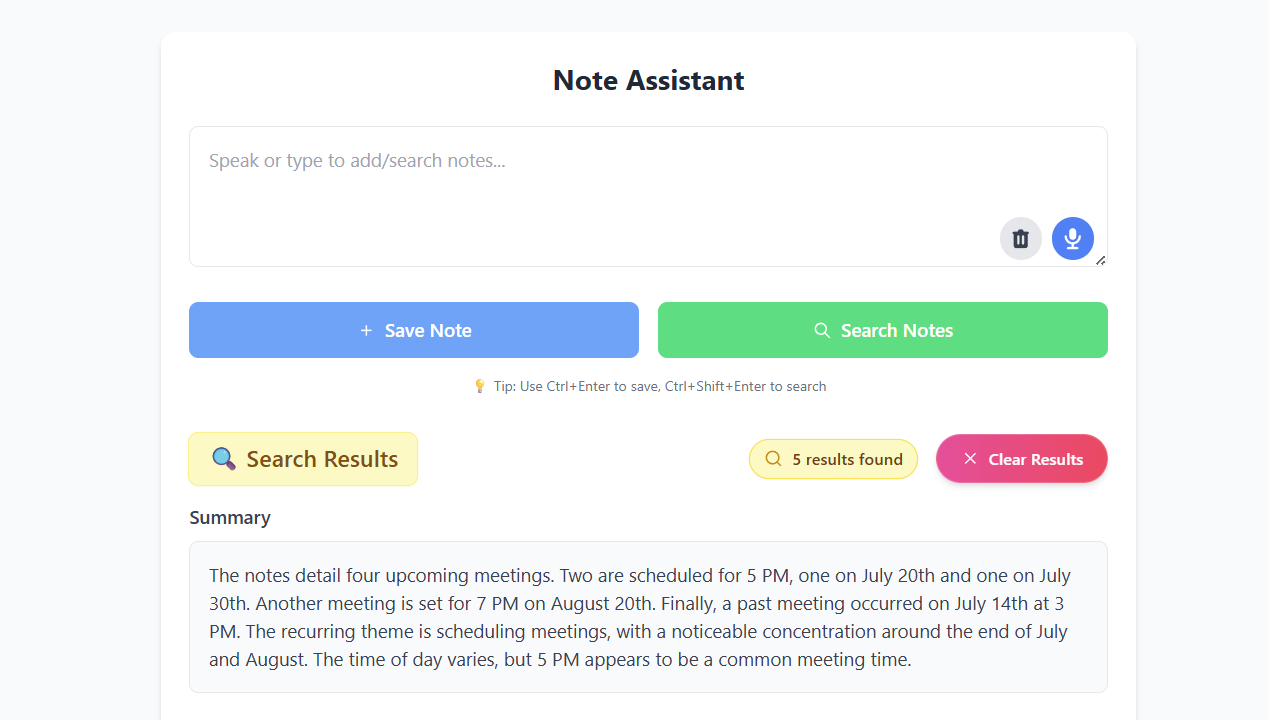 Note Assistant
Speak or type to add/search notes...
+ Save Note
Search Notes
💡 Tip: Use Ctrl+Enter to save, Ctrl+Shift+Enter to search
🔍 Search Results
5 results found
Clear Results
Summary
The notes detail four upcoming meetings. Two are scheduled for 5 PM, one on July 20th and one on July
30th. Another meeting is set for 7 PM on August 20th. Finally, a past meeting occurred on July 14th at 3
PM. The recurring theme is scheduling meetings, with a noticeable concentration around the end of July
and August. The time of day varies, but 5 PM appears to be a common meeting time.